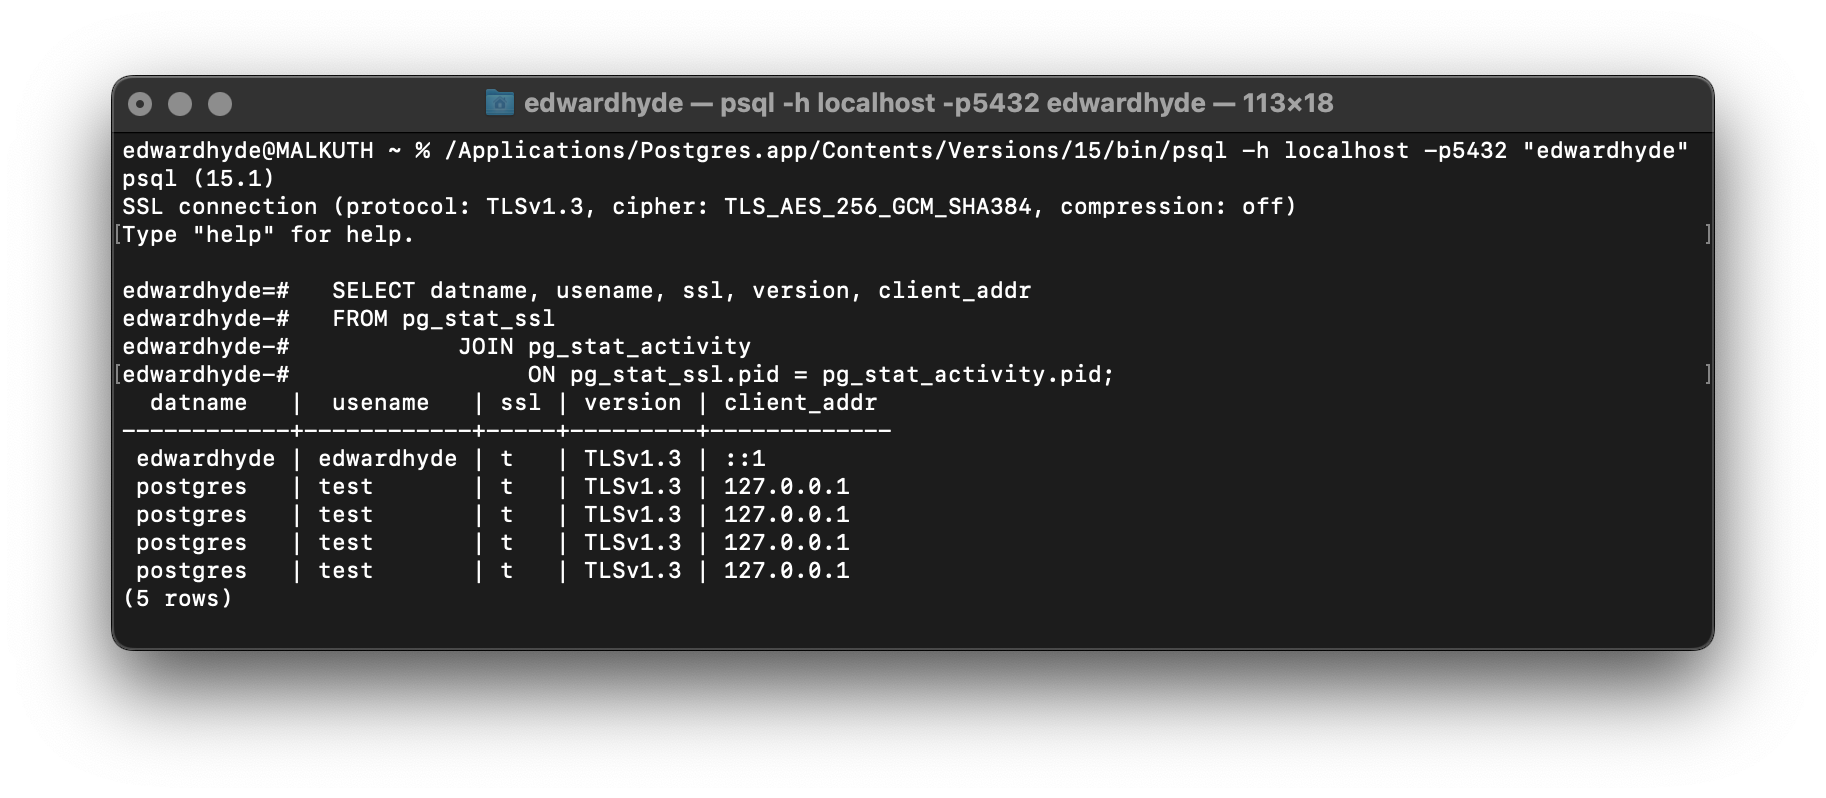 edwardhyde — psql -h localhost -p5432 edwardhyde — 113×18
edwardhyde@MALKUTH ~ % /Applications/Postgres.app/Contents/Versions/15/bin/psql -h localhost -p5432 "edwardhyde"
psql (15.1)
SSL connection (protocol: TLSv1.3, cipher: TLS_AES_256_GCM_SHA384, compression: off)
[Type "help" for help. ]
edwardhyde=#   SELECT datname, usename, ssl, version, client_addr
edwardhyde-#   FROM pg_stat_ssl
edwardhyde-#            JOIN pg_stat_activity
[edwardhyde-#                 ON pg_stat_ssl.pid = pg_stat_activity.pid; ]
  datname   |  usename   | ssl | version | client_addr
------------+------------+-----+---------+-------------
 edwardhyde | edwardhyde | t   | TLSv1.3 | ::1
 postgres   | test       | t   | TLSv1.3 | 127.0.0.1
 postgres   | test       | t   | TLSv1.3 | 127.0.0.1
 postgres   | test       | t   | TLSv1.3 | 127.0.0.1
 postgres   | test       | t   | TLSv1.3 | 127.0.0.1
(5 rows)